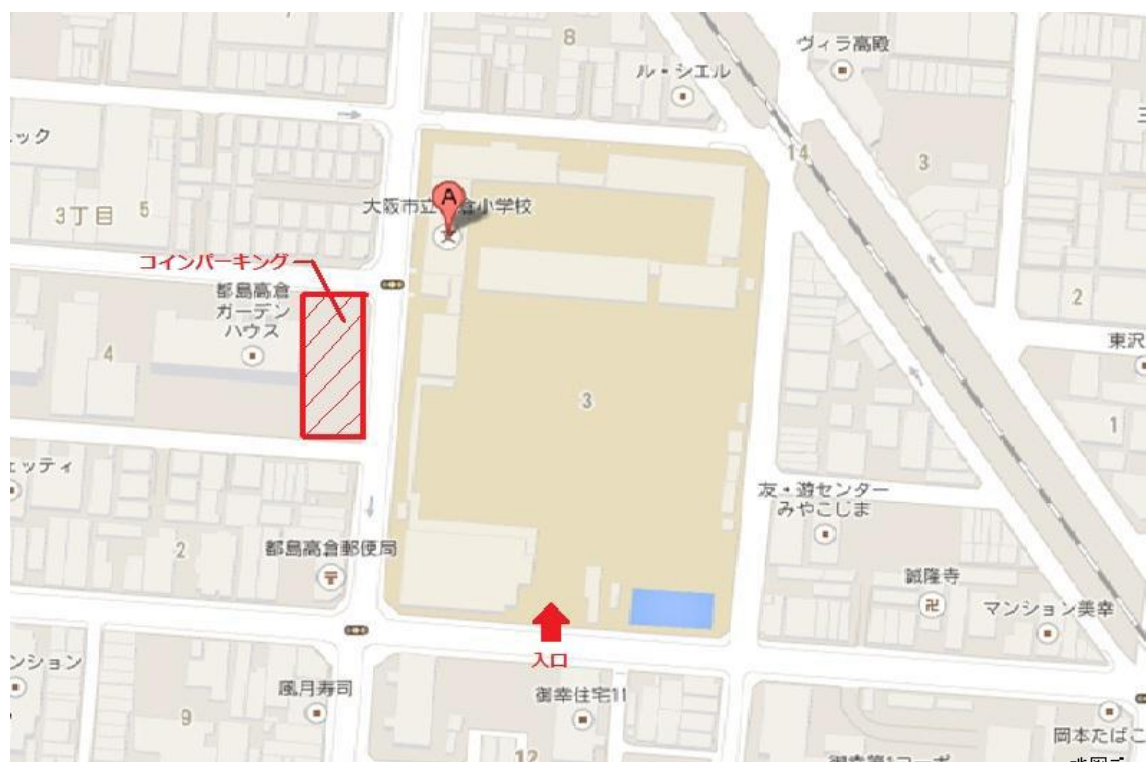 7
8
ヴィラ高殿
ル・シエル
ック
14
3
3丁目
5
A
大阪市立
小学校
コインパーキング
都島高倉
ガーデン
ハウス
4
2
東沢
3
1
ェッティ
友・遊センター
みやこじま
2
都島高倉郵便局
〒
誠隆寺
卍
マンション美幸
入口
ンション
風月寿司
御幸住宅11
9
12
岡本たばこ